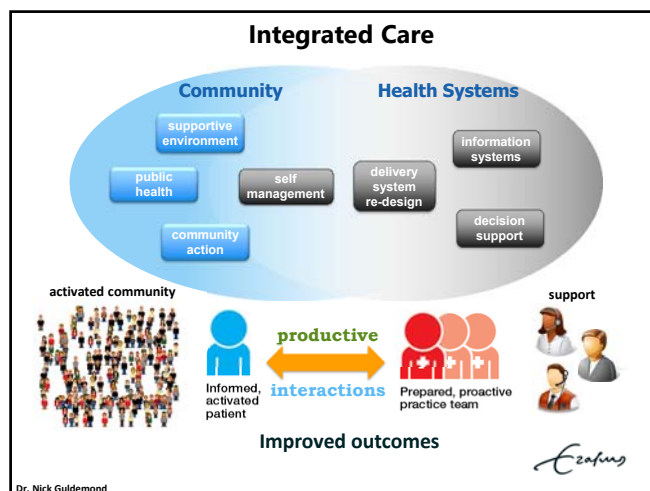 Integrated Care
Community
Health Systems
supportive
environment
information
systems
public
health
self
management
delivery
system
re-design
decision
support
community
action
activated community
support
productive
interactions
Informed,
activated
patient
Prepared, proactive
practice team
Improved outcomes
Erasmus
Dr. Nick Guldemond